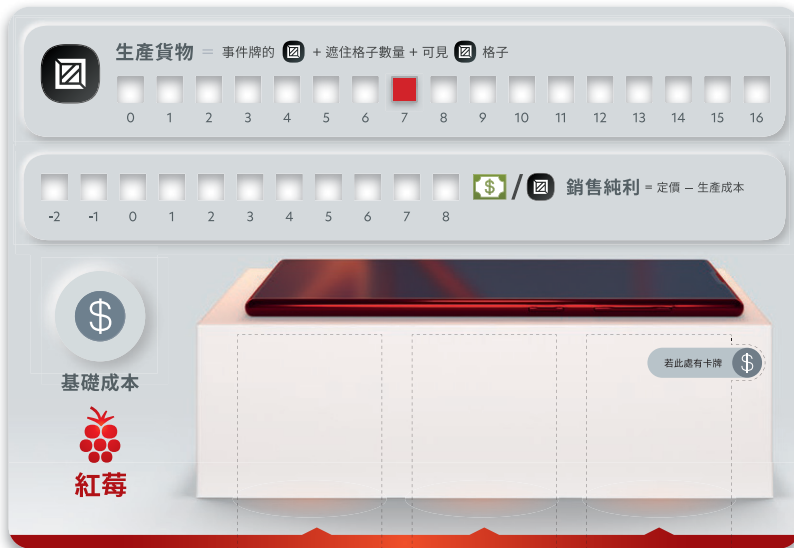 生產貨物 = 事件牌的 + 遮住格子數量 + 可見 格子
0 1 2 3 4 5 6 7 8 9 10 11 12 13 14 15 16
$ / 銷售純利 = 定價 – 生產成本
-2 -1 0 1 2 3 4 5 6 7 8
$
基礎成本
若此處有卡牌 $
紅莓